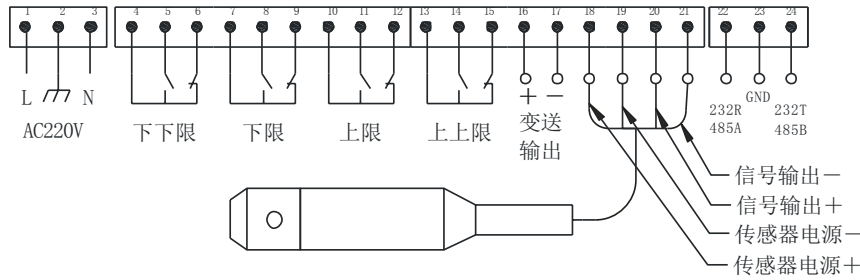 1 2 3 4 5 6 7 8 9 10 11 12 13 14 15 16 17 18 19 20 21 22 23 24
L N
AC220V
下下限
下限
上限
上上限
+ −
变送
输出
232R
485A
GND
232T
485B
信号输出−
信号输出+
传感器电源−
传感器电源+